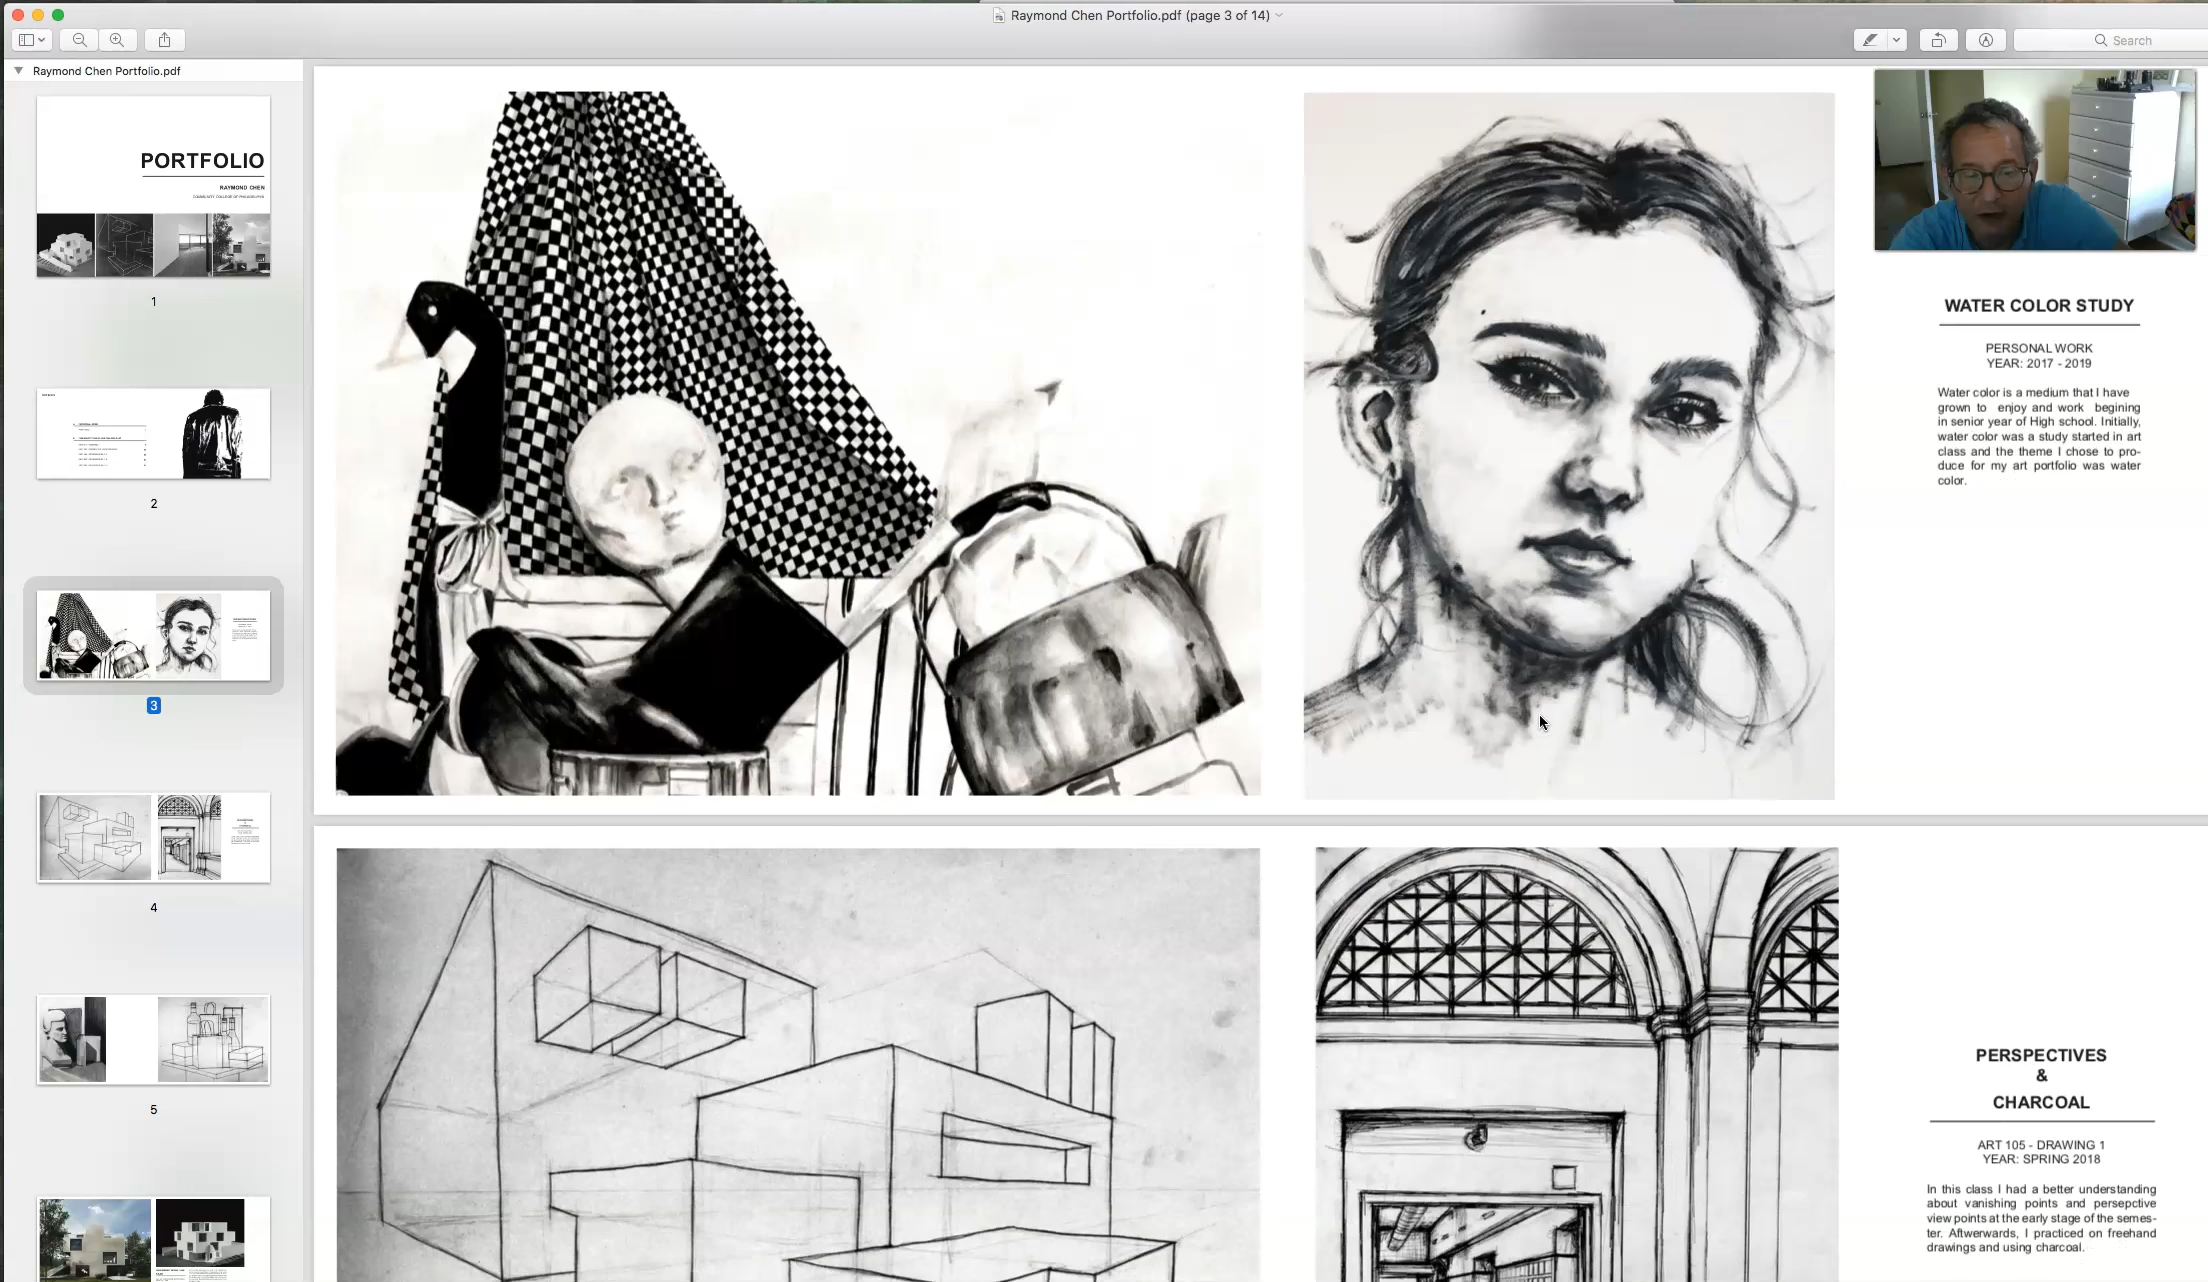 Raymond Chen Portfolio.pdf (page 3 of 14)
Search
Raymond Chen Portfolio.pdf
PORTFOLIO
RAYMOND CHEN
COMMUNITY COLLEGE OF PHILADELPHIA
1
2
3
4
5
WATER COLOR STUDY
PERSONAL WORK
YEAR: 2017 - 2019
Water color is a medium that I have
grown to enjoy and work begining
in senior year of High school. Initially,
water color was a study started in art
class and the theme I chose to pro-
duce for my art portfolio was water
color.
PERSPECTIVES
&
CHARCOAL
ART 105 - DRAWING 1
YEAR: SPRING 2018
In this class I had a better understanding
about vanishing points and persepctive
view points at the early stage of the semes-
ter. Aftwerwards, I practiced on freehand
drawings and using charcoal.